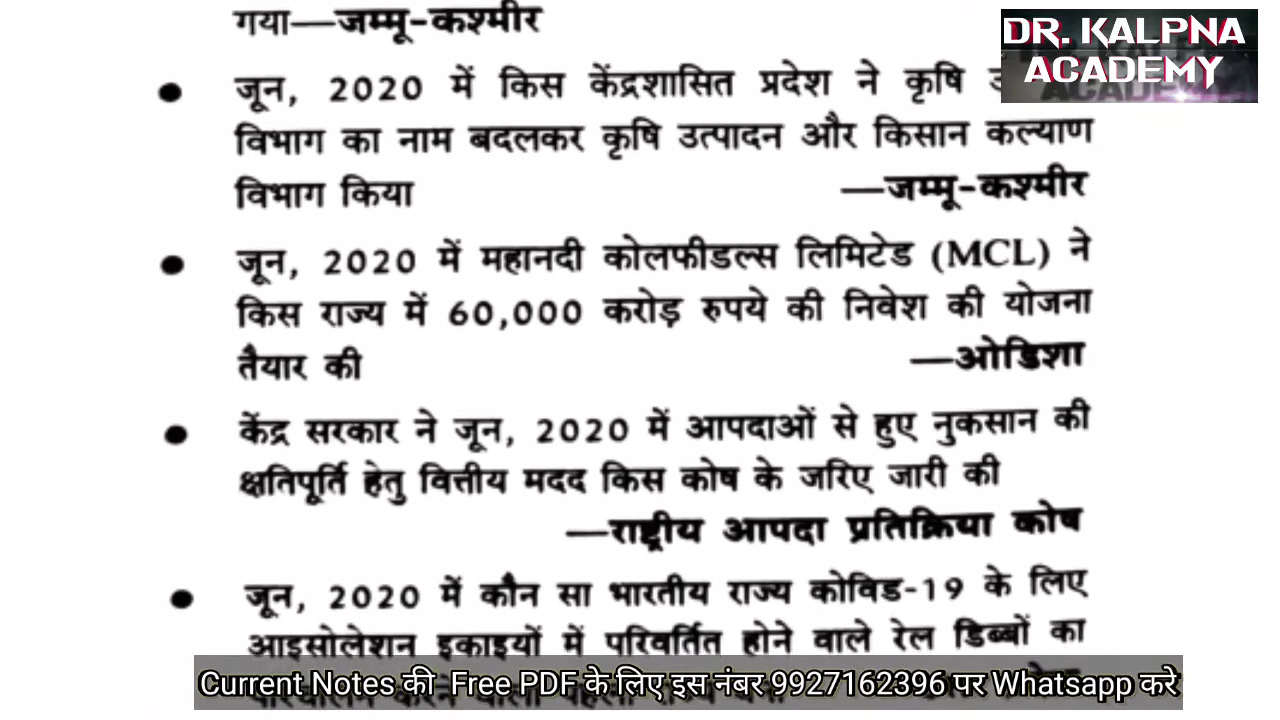 गया—जम्मू-कश्मीर
DR. KALPNA
ACADEMY
● जून, 2020 में किस केंद्रशासित प्रदेश ने कृषि
विभाग का नाम बदलकर कृषि उत्पादन और किसान कल्याण
विभाग किया —जम्मू-कश्मीर
● जून, 2020 में महानदी कोलफीडल्स लिमिटेड (MCL) ने
किस राज्य में 60,000 करोड़ रुपये की निवेश की योजना
तैयार की —ओडिशा
● केंद्र सरकार ने जून, 2020 में आपदाओं से हुए नुकसान की
क्षतिपूर्ति हेतु वित्तीय मदद किस कोष के जरिए जारी की
—राष्ट्रीय आपदा प्रतिक्रिया कोष
● जून, 2020 में कौन सा भारतीय राज्य कोविड-19 के लिए
आइसोलेशन इकाइयों में परिवर्तित होने वाले रेल डिब्बों का
Current Notes की Free PDF के लिए इस नंबर 9927162396 पर Whatsapp करे